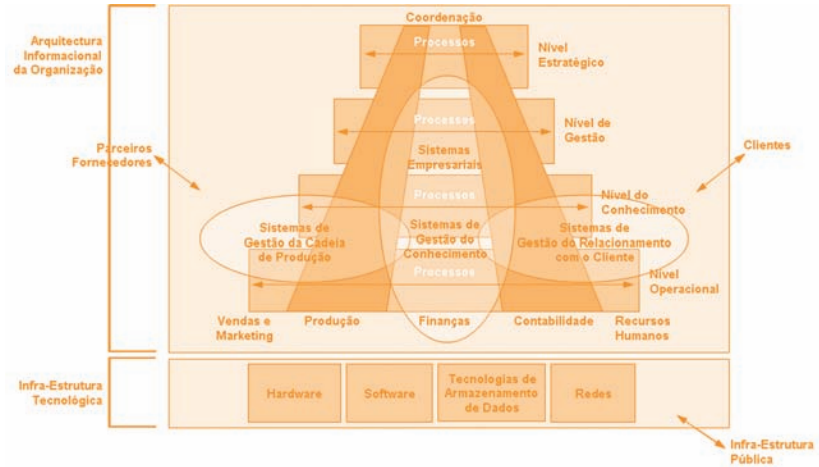 Coordenação
Arquitectura
Informacional
da Organização
Processos
Nível
Estratégico
Processos
Nível de
Gestão
Parceiros
Fornecedores
Clientes
Sistemas
Empresariais
Processos
Nível do
Conhecimento
Sistemas de
Gestão da Cadeia
de Produção
Sistemas de
Gestão do
Conhecimento
Sistemas de
Gestão do Relacionamento
com o Cliente
Processos
Nível
Operacional
Vendas e
Marketing
Produção
Finanças
Contabilidade
Recursos
Humanos
Infra-Estrutura
Tecnológica
Hardware
Software
Tecnologias de
Armazenamento
de Dados
Redes
Infra-Estrutura
Pública